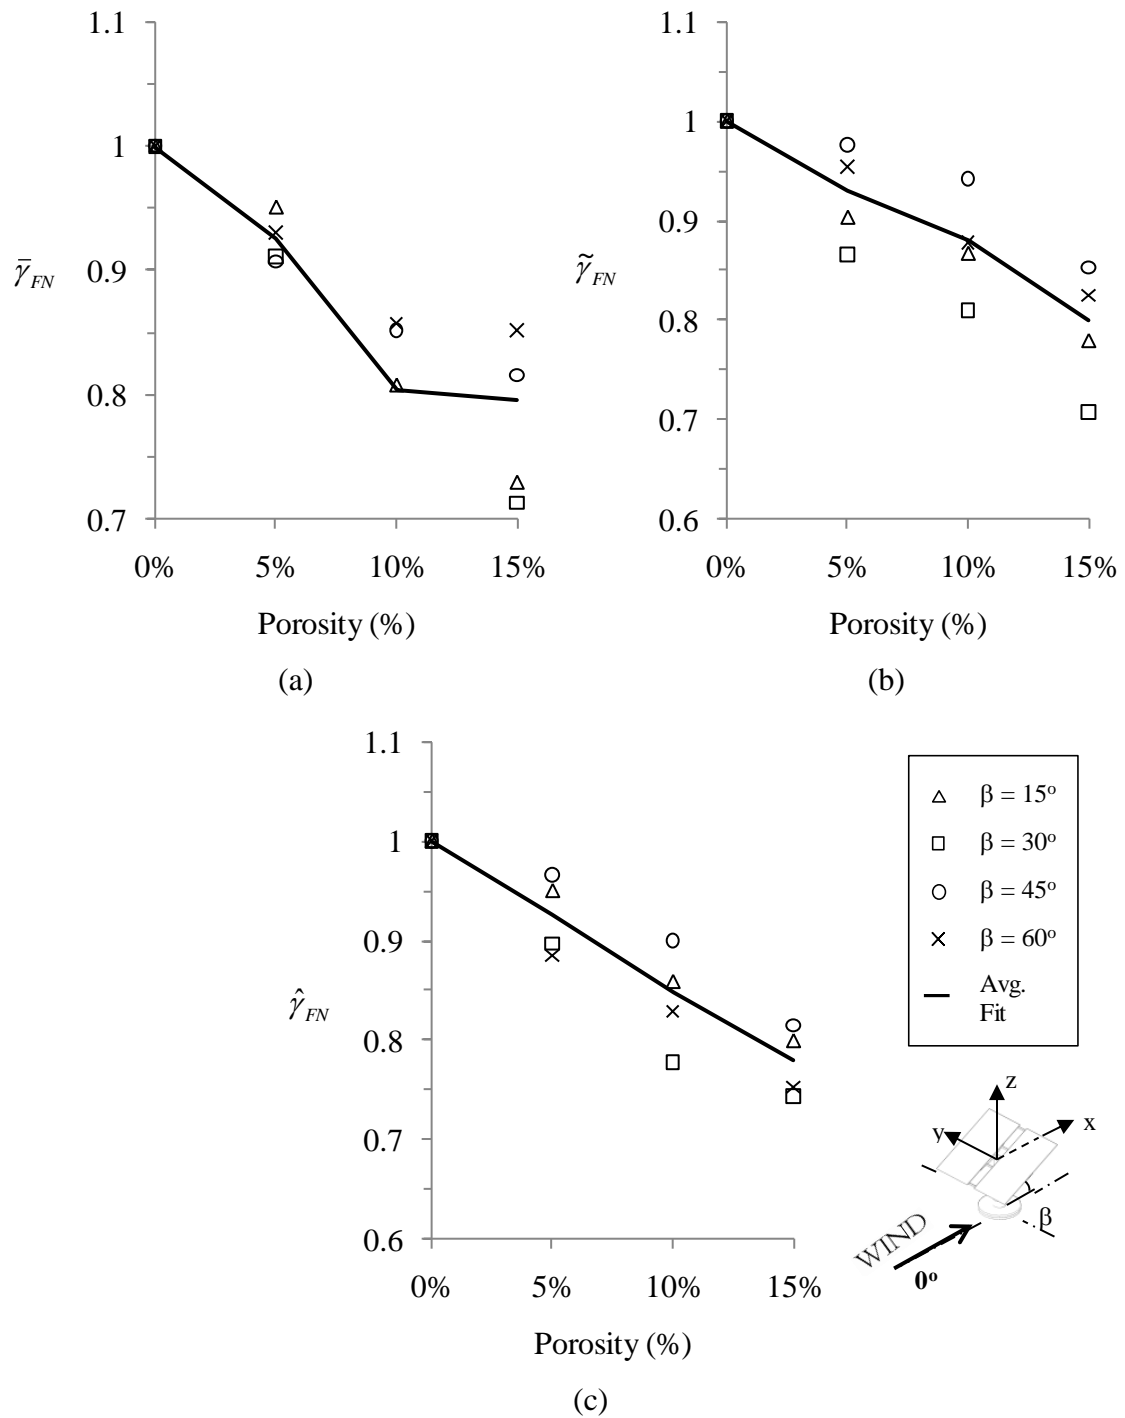 1.1
1
0.9
0.8
0.7
γ̄FN
0% 5% 10% 15%
Porosity (%)
(a)
1.1
1
0.9
0.8
0.7
0.6
γ̃FN
0% 5% 10% 15%
Porosity (%)
(b)
1.1
1
0.9
0.8
0.7
0.6
γ̂FN
0% 5% 10% 15%
Porosity (%)
(c)
β = 15º
β = 30º
β = 45º
β = 60º
Avg.
Fit
z
y
x
β
WIND
0º